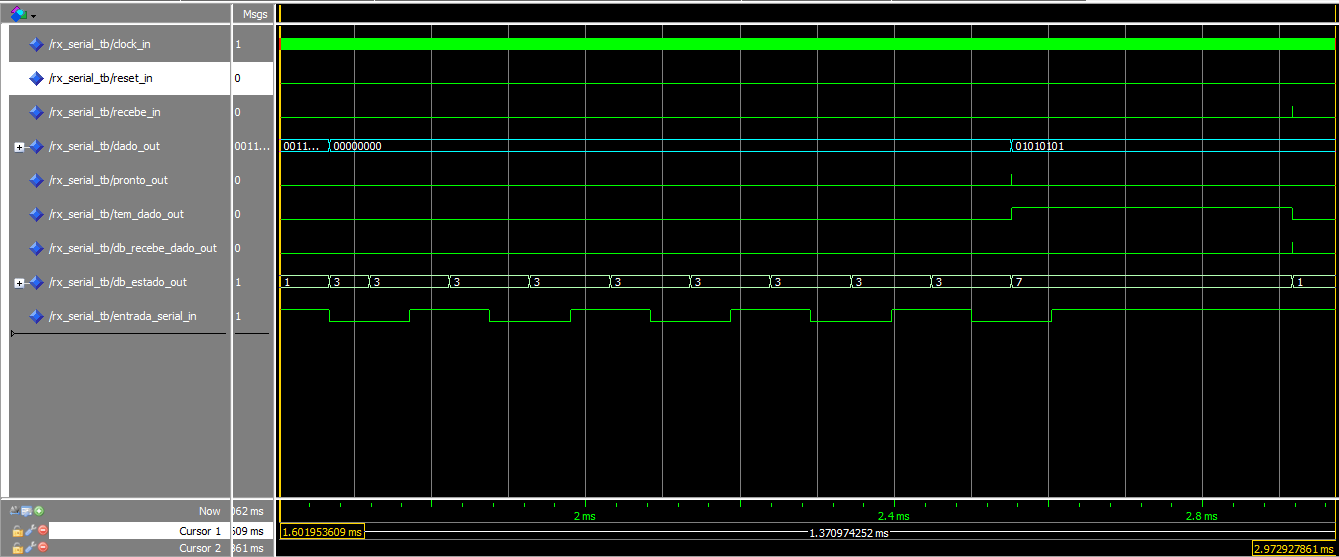 Msgs
/rx_serial_tb/clock_in 1
/rx_serial_tb/reset_in 0
/rx_serial_tb/recebe_in 0
/rx_serial_tb/dado_out 0011... 0011... 00000000 01010101
/rx_serial_tb/pronto_out 0
/rx_serial_tb/tem_dado_out 0
/rx_serial_tb/db_recebe_dado_out 0
/rx_serial_tb/db_estado_out 1 1 3 3 3 3 3 3 3 3 3 7 1
/rx_serial_tb/entrada_serial_in 1
Now 062 ms 2 ms 2.4 ms 2.8 ms
Cursor 1 609 ms 1.601953609 ms 1.370974252 ms
Cursor 2 861 ms 2.972927861 ms